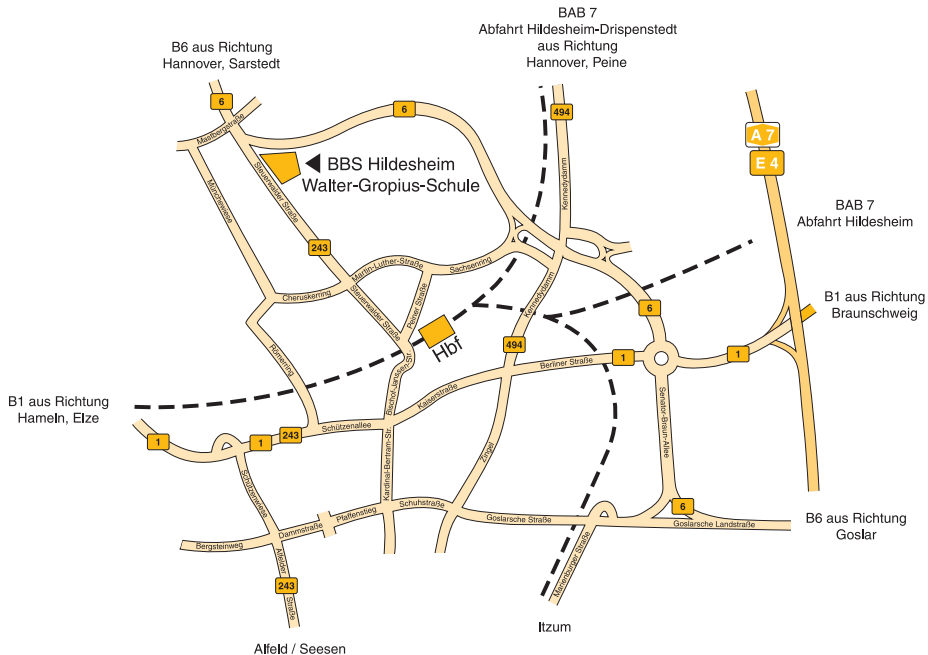 BAB 7
Abfahrt Hildesheim-Drispenstedt
aus Richtung
Hannover, Peine
B6 aus Richtung
Hannover, Sarstedt
6
6
494
A 7
E 4
Mastbergstraße
BBS Hildesheim
Walter-Gropius-Schule
Steuerwalder Straße
Münchewiese
Kennedydamm
BAB 7
Abfahrt Hildesheim
243
Martin-Luther-Straße
Sachsenring
Cheruskerring
Steuerwalder Straße
Peiner Straße
Kennedydamm
6
B1 aus Richtung
Braunschweig
Hbf
494
Römerring
Bischof-Janssen-Str.
Berliner Straße
1
1
Kaiserstraße
B1 aus Richtung
Hameln, Elze
1
1
243
Schützenallee
Kardinal-Bertram-Str.
Zingel
Senator-Braun-Allee
Schützenwiese
Bergsteinweg
Dammstraße
Pfaffenstieg
Schuhstraße
Goslarsche Straße
6
Goslarsche Landstraße
B6 aus Richtung
Goslar
Alfelder
243
Straße
Marienburger Straße
Itzum
Alfeld / Seesen